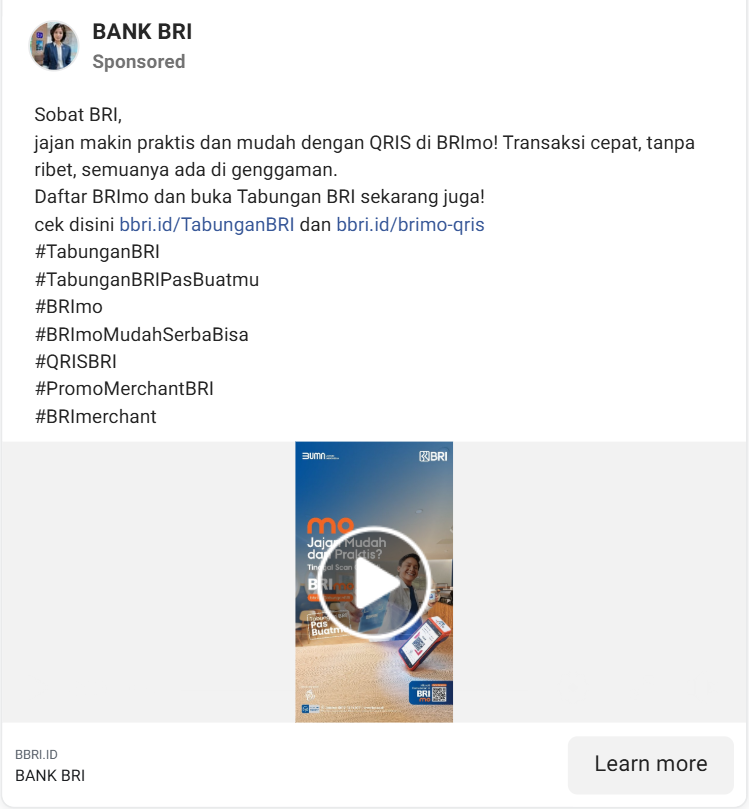 BANK BRI
Sponsored
Sobat BRI,
jajan makin praktis dan mudah dengan QRIS di BRImo! Transaksi cepat, tanpa
ribet, semuanya ada di genggaman.
Daftar BRImo dan buka Tabungan BRI sekarang juga!
cek disini bbri.id/TabunganBRI dan bbri.id/brimo-qris
#TabunganBRI
#TabunganBRIPasBuatmu
#BRImo
#BRImoMudahSerbaBisa
#QRISBRI
#PromoMerchantBRI
#BRImerchant
BUMN
BRI
mo
Jajan Mudah
dan Praktis?
Tinggal Scan
BRI
Tabungan BRI
Pas
Buatmu
BRI
mo
BBRI.ID
BANK BRI
Learn more